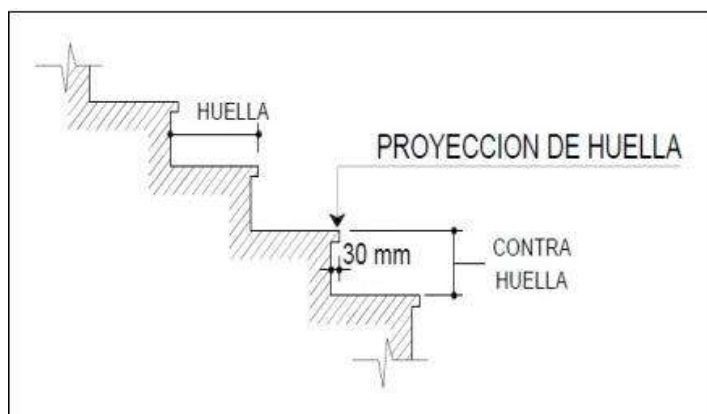 HUELLA
PROYECCION DE HUELLA
30 mm
CONTRA
HUELLA